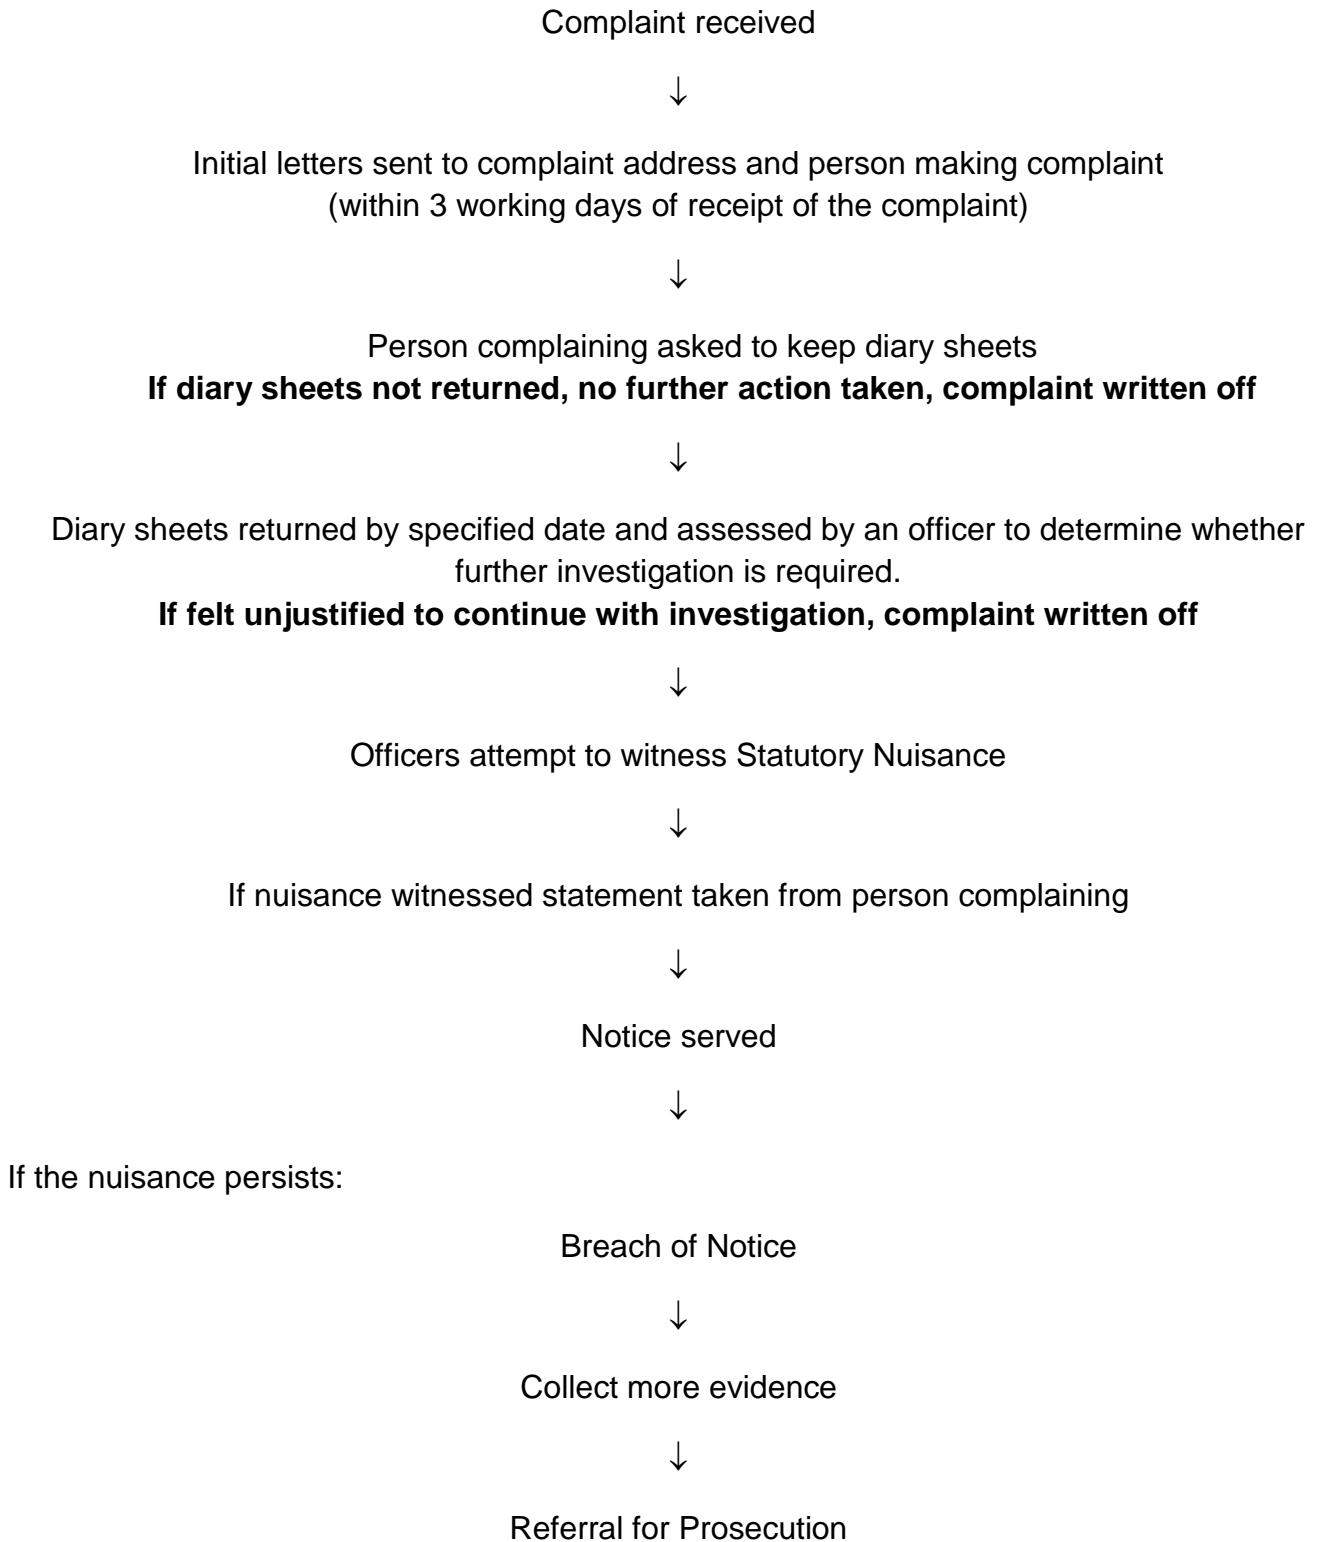 Complaint received
↓
Initial letters sent to complaint address and person making complaint
(within 3 working days of receipt of the complaint)
↓
Person complaining asked to keep diary sheets
If diary sheets not returned, no further action taken, complaint written off
↓
Diary sheets returned by specified date and assessed by an officer to determine whether
further investigation is required.
If felt unjustified to continue with investigation, complaint written off
↓
Officers attempt to witness Statutory Nuisance
↓
If nuisance witnessed statement taken from person complaining
↓
Notice served
↓
If the nuisance persists:
Breach of Notice
↓
Collect more evidence
↓
Referral for Prosecution